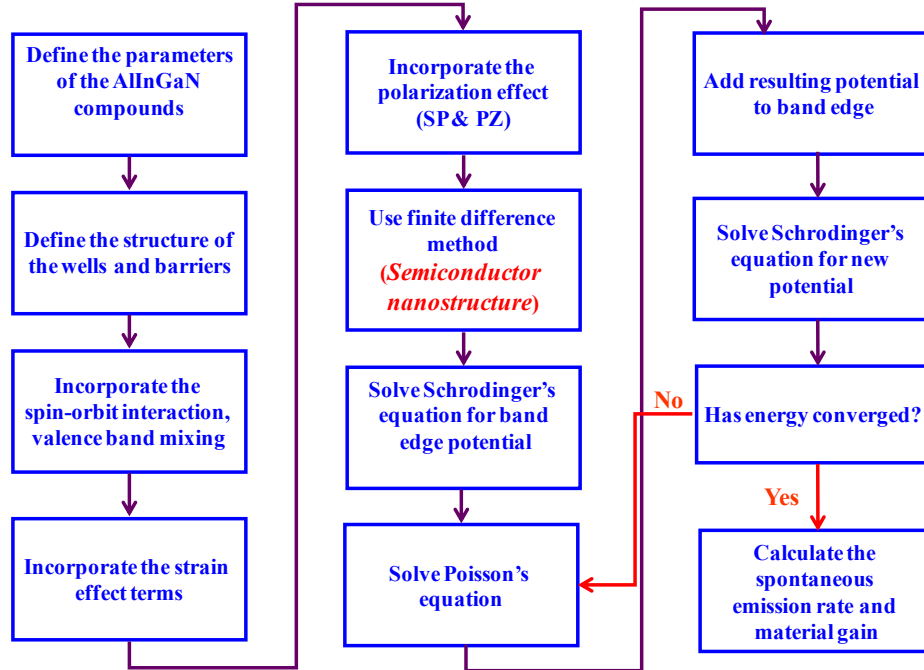 Define the parameters
of the AlInGaN
compounds
Define the structure of
the wells and barriers
Incorporate the
spin-orbit interaction,
valence band mixing
Incorporate the strain
effect terms
Incorporate the
polarization effect
(SP & PZ)
Use finite difference
method
(Semiconductor
nanostructure)
Solve Schrodinger's
equation for band
edge potential
Solve Poisson's
equation
Add resulting potential
to band edge
Solve Schrodinger's
equation for new
potential
No
Has energy converged?
Yes
Calculate the
spontaneous
emission rate and
material gain